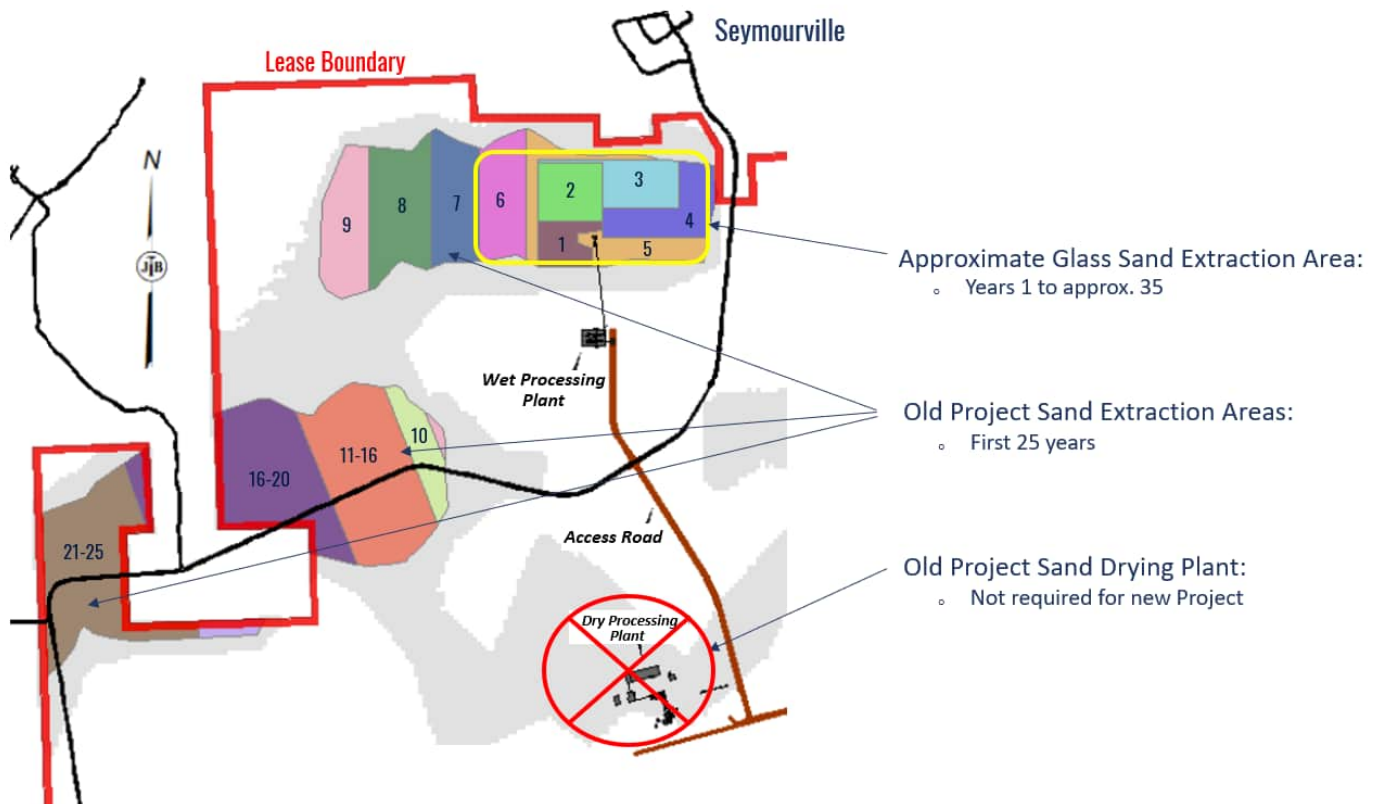 Seymourville
Lease Boundary
N
JTB
9
8
7
6
2
3
4
1
5
Approximate Glass Sand Extraction Area:
Years 1 to approx. 35
Wet Processing
Plant
Old Project Sand Extraction Areas:
First 25 years
10
11-16
16-20
21-25
Access Road
Old Project Sand Drying Plant:
Not required for new Project
Dry Processing
Plant